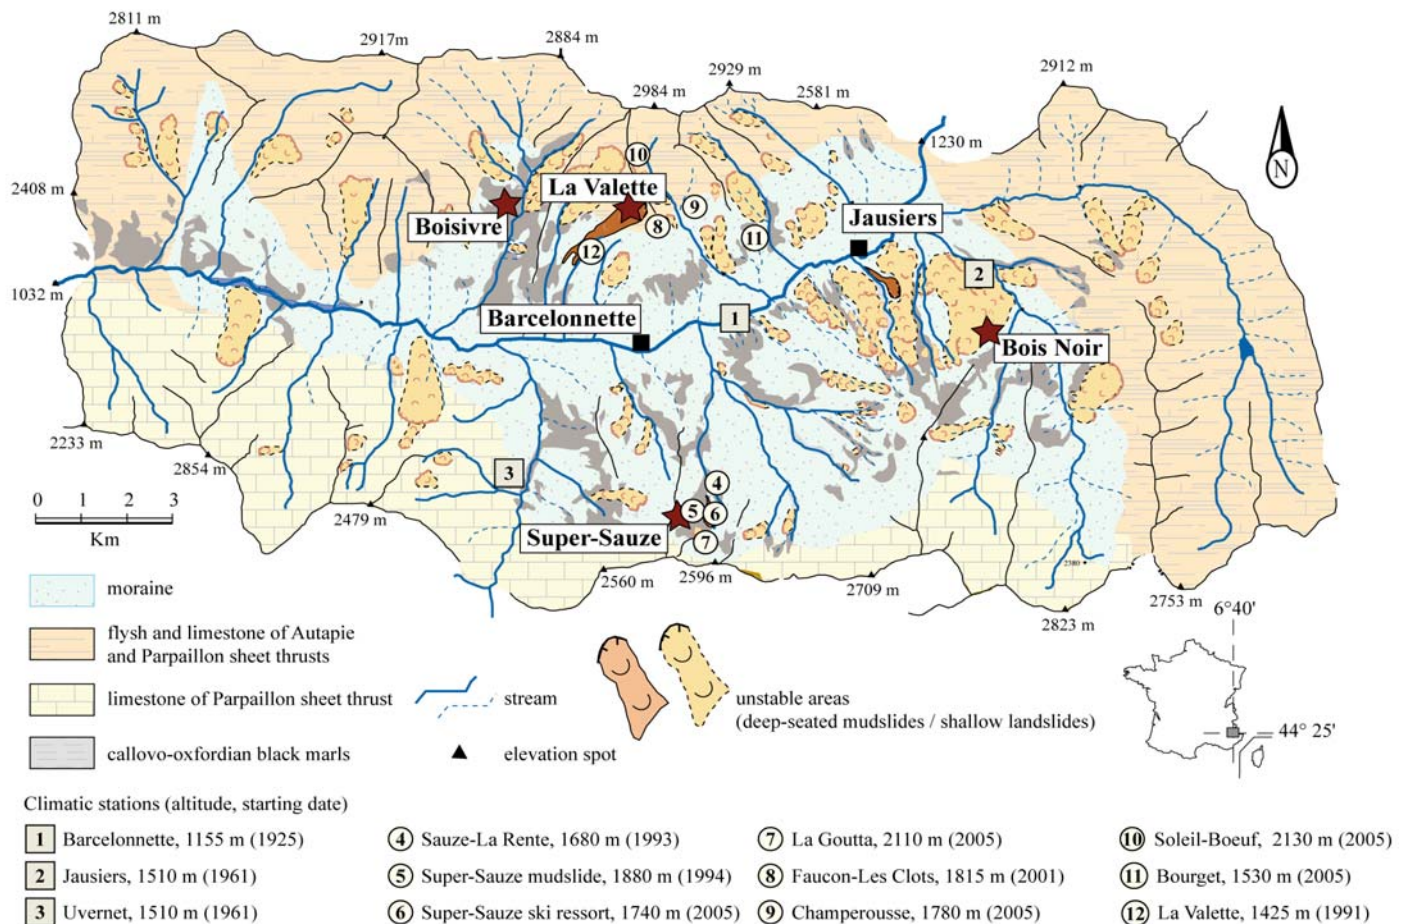 2811 m
2917m
2884 m
2984 m
2929 m
2581 m
2912 m
1230 m
N
2408 m
10
La Valette
Boisivre
8
9
11
12
Jausiers
2
1032 m
Barcelonnette
1
Bois Noir
2233 m
2854 m
3
2479 m
4
5
6
7
Super-Sauze
2560 m
2596 m
2709 m
2380
2823 m
2753 m
0 1 2 3
Km
moraine
flysh and limestone of Autapie
and Parpaillon sheet thrusts
limestone of Parpaillon sheet thrust
callovo-oxfordian black marls
stream
elevation spot
unstable areas
(deep-seated mudslides / shallow landslides)
6°40'
44° 25'
Climatic stations (altitude, starting date)
1 Barcelonnette, 1155 m (1925)
2 Jausiers, 1510 m (1961)
3 Uvernet, 1510 m (1961)
4 Sauze-La Rente, 1680 m (1993)
5 Super-Sauze mudslide, 1880 m (1994)
6 Super-Sauze ski ressort, 1740 m (2005)
7 La Goutta, 2110 m (2005)
8 Faucon-Les Clots, 1815 m (2001)
9 Champerousse, 1780 m (2005)
10 Soleil-Boeuf, 2130 m (2005)
11 Bourget, 1530 m (2005)
12 La Valette, 1425 m (1991)